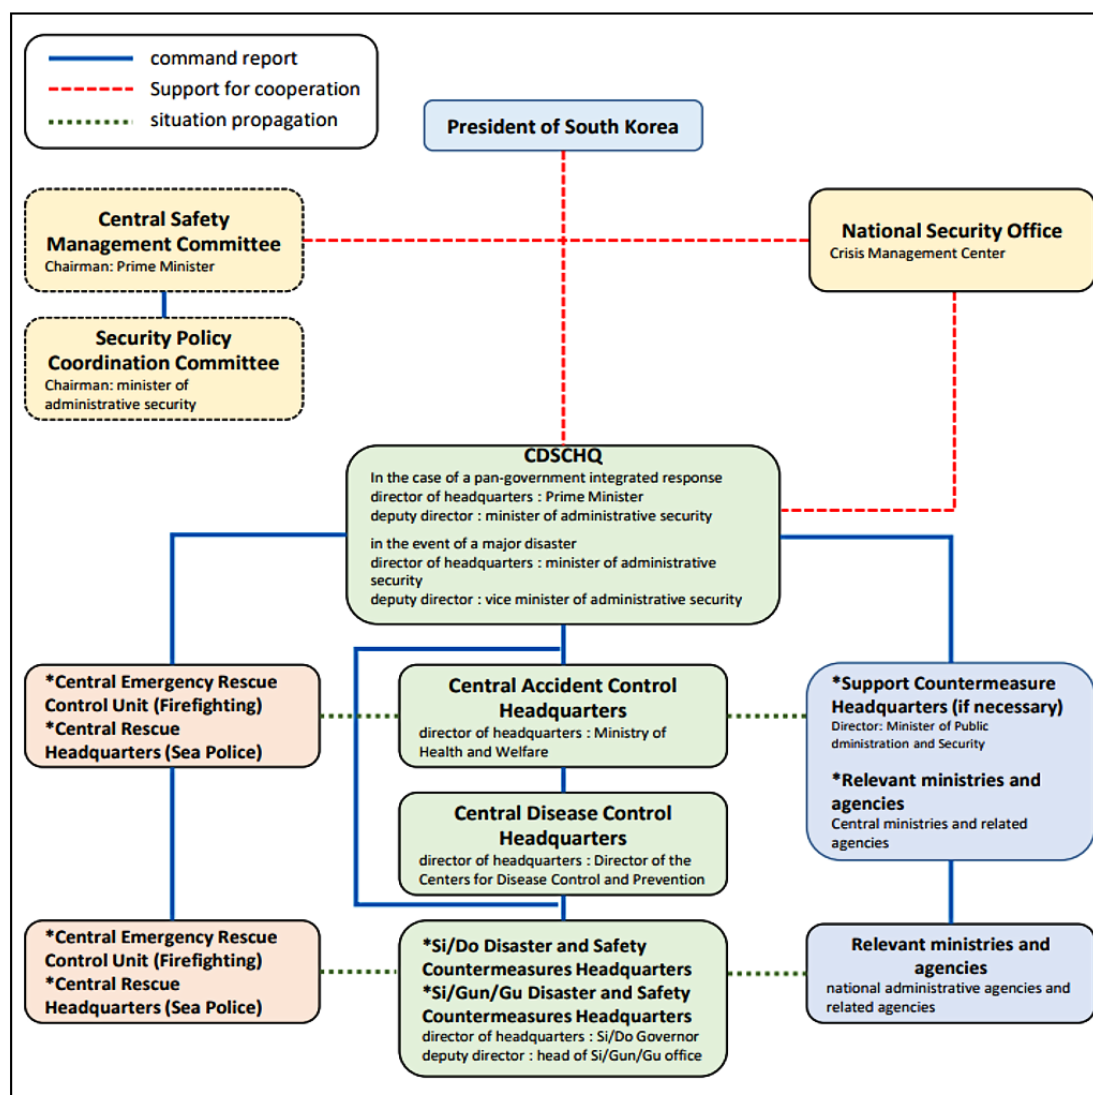 command report
Support for cooperation
situation propagation
President of South Korea
Central Safety
Management Committee
Chairman: Prime Minister
National Security Office
Crisis Management Center
Security Policy
Coordination Committee
Chairman: minister of
administrative security
CDSCHQ
In the case of a pan-government integrated response
director of headquarters : Prime Minister
deputy director : minister of administrative security
in the event of a major disaster
director of headquarters : minister of administrative
security
deputy director : vice minister of administrative security
*Central Emergency Rescue
Control Unit (Firefighting)
*Central Rescue
Headquarters (Sea Police)
Central Accident Control
Headquarters
director of headquarters : Ministry of
Health and Welfare
*Support Countermeasure
Headquarters (if necessary)
Director: Minister of Public
dministration and Security
*Relevant ministries and
agencies
Central ministries and related
agencies
Central Disease Control
Headquarters
director of headquarters : Director of the
Centers for Disease Control and Prevention
*Central Emergency Rescue
Control Unit (Firefighting)
*Central Rescue
Headquarters (Sea Police)
*Si/Do Disaster and Safety
Countermeasures Headquarters
*Si/Gun/Gu Disaster and Safety
Countermeasures Headquarters
director of headquarters : Si/Do Governor
deputy director : head of Si/Gun/Gu office
Relevant ministries and
agencies
national administrative agencies and
related agencies